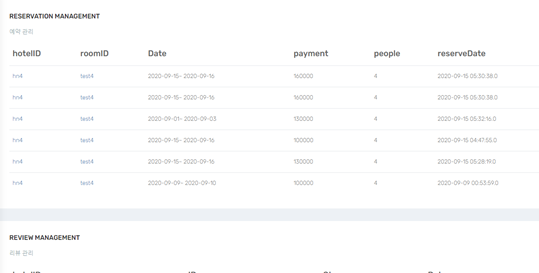 RESERVATION MANAGEMENT
예약 관리
hotelID roomID Date payment people reserveDate
hn4 test4 2020-09-15~ 2020-09-16 160000 4 2020-09-15 05:30:38.0
hn4 test4 2020-09-15~ 2020-09-16 160000 4 2020-09-15 05:30:38.0
hn4 test4 2020-09-01~ 2020-09-03 130000 4 2020-09-15 05:32:16.0
hn4 test4 2020-09-15~ 2020-09-16 100000 4 2020-09-15 04:47:55.0
hn4 test4 2020-09-15~ 2020-09-16 130000 4 2020-09-15 05:28:19.0
hn4 test4 2020-09-09~ 2020-09-10 100000 4 2020-09-09 00:53:59.0
REVIEW MANAGEMENT
리뷰 관리